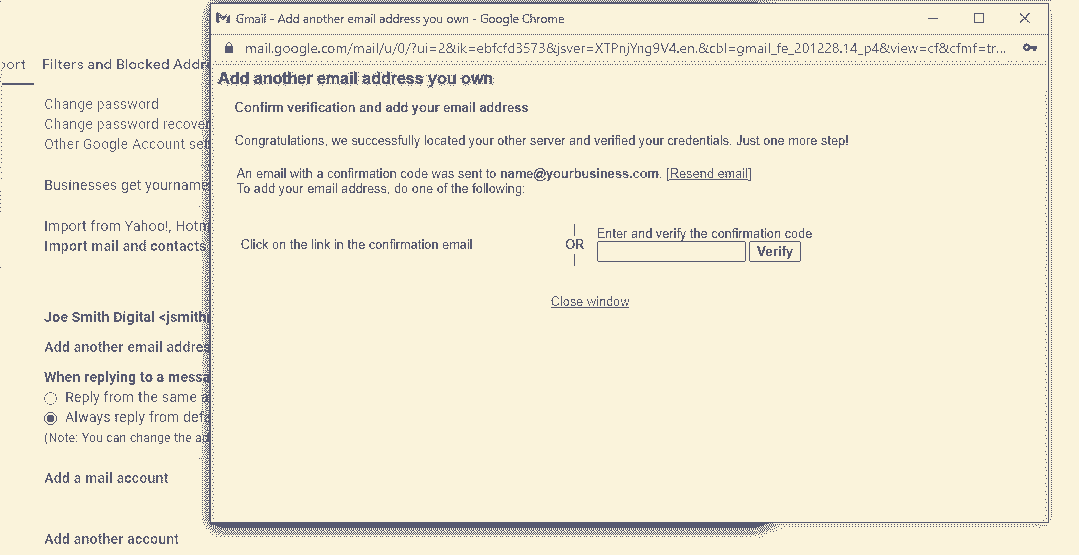 Gmail - Add another email address you own - Google Chrome
mail.google.com/mail/u/0/?ui=2&ik=ebfcfd3573&jsver=XTPnjYng9V4.en.&cbl=gmail_fe_201228.14_p4&view=cf&cfmf=tr...
port Filters and Blocked Addr
Add another email address you own
Confirm verification and add your email address
Change password
Change password recover
Congratulations, we successfully located your other server and verified your credentials. Just one more step!
Other Google Account set
An email with a confirmation code was sent to name@yourbusiness.com. [Resend email]
Businesses get yourname
To add your email address, do one of the following:
Import from Yahoo!, Hotm
Enter and verify the confirmation code
Import mail and contacts
Click on the link in the confirmation email
OR
Verify
Close window
Joe Smith Digital <jsmith
Add another email addres
When replying to a messa
Reply from the same a
Always reply from defa
(Note: You can change the ad
Add a mail account
Add another account